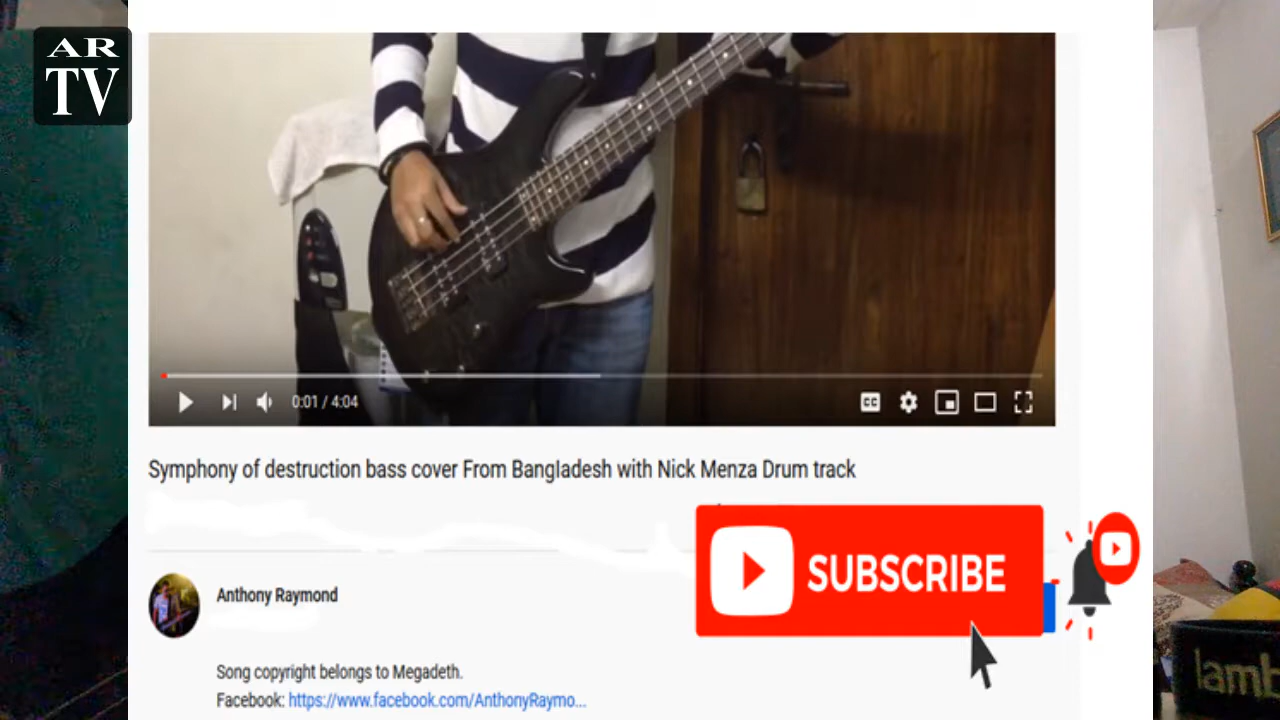 AR
TV
0:01 / 4:04
CC
Symphony of destruction bass cover From Bangladesh with Nick Menza Drum track
SUBSCRIBE
Anthony Raymond
Song copyright belongs to Megadeth.
Facebook: https://www.facebook.com/AnthonyRaymo...
lamb